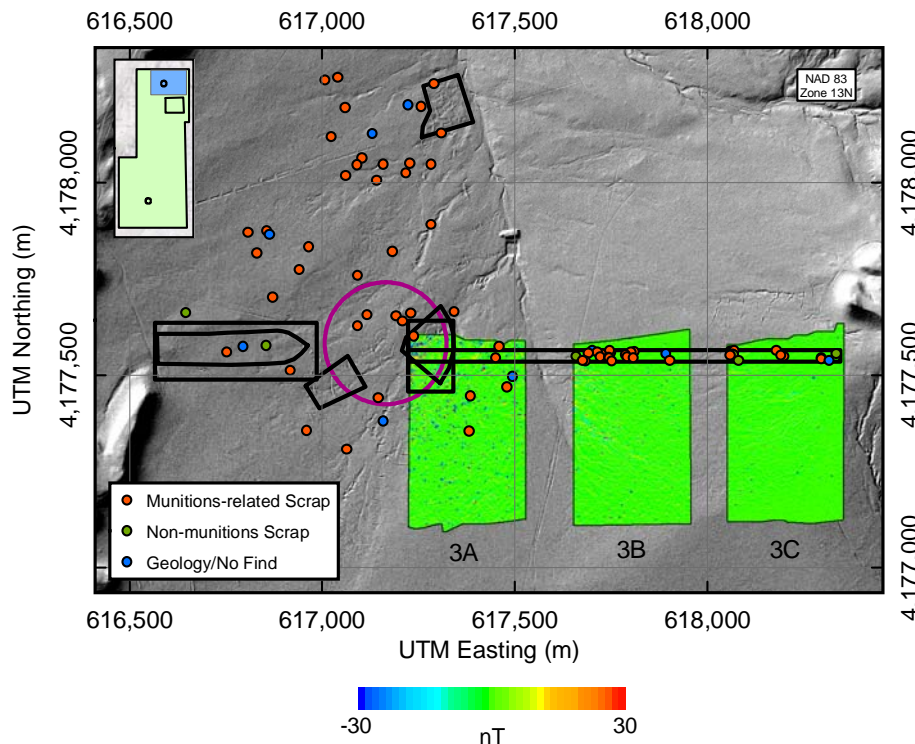 616,500 617,000 617,500 618,000
NAD 83
Zone 13N
4,178,000 4,178,000
UTM Northing (m)
4,177,500 4,177,500
Munitions-related Scrap
Non-munitions Scrap
Geology/No Find
3A 3B 3C
4,177,000 4,177,000
616,500 617,000 617,500 618,000
UTM Easting (m)
-30 30
nT